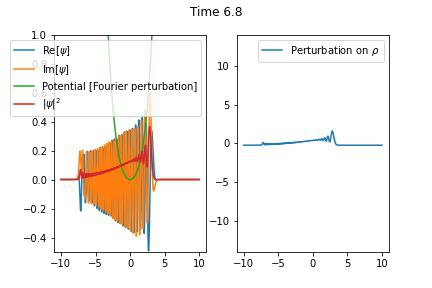 Time 6.8
Re[ψ]
Im[ψ]
Potential [Fourier perturbation]
|ψ|²
1.0
0.8
0.6
0.4
0.2
0.0
−0.2
−0.4
−10 −5 0 5 10
Perturbation on ρ
10
5
0
−5
−10
−10 −5 0 5 10